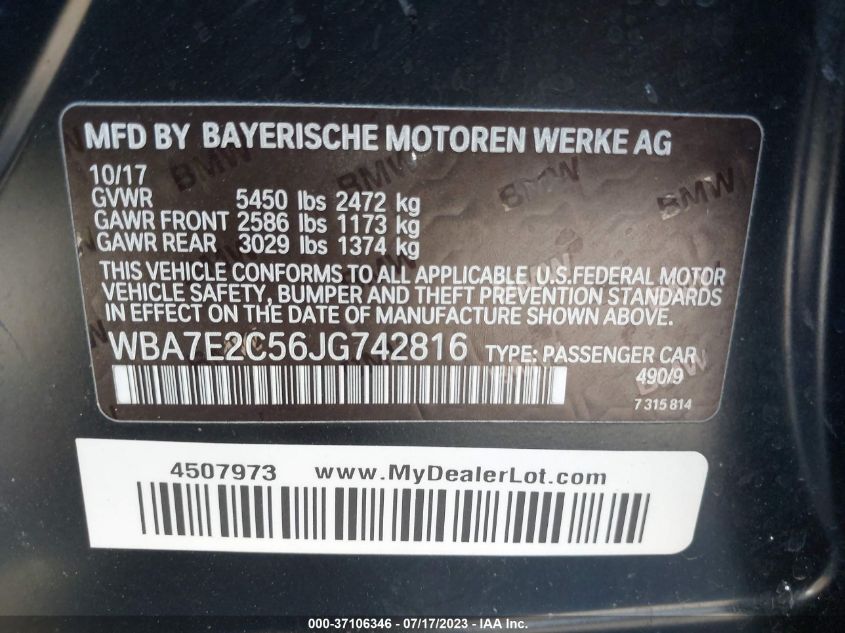 MFD BY BAYERISCHE MOTOREN WERKE AG
10/17
GVWR 5450 lbs 2472 kg
GAWR FRONT 2586 lbs 1173 kg
GAWR REAR 3029 lbs 1374 kg
THIS VEHICLE CONFORMS TO ALL APPLICABLE U.S.FEDERAL MOTOR
VEHICLE SAFETY, BUMPER AND THEFT PREVENTION STANDARDS
IN EFFECT ON THE DATE OF MANUFACTURE SHOWN ABOVE.
WBA7E2C56JG742816 TYPE: PASSENGER CAR
490/9
7 315 814
4507973 www.MyDealerLot.com
000-37106346 - 07/17/2023 - IAA Inc.